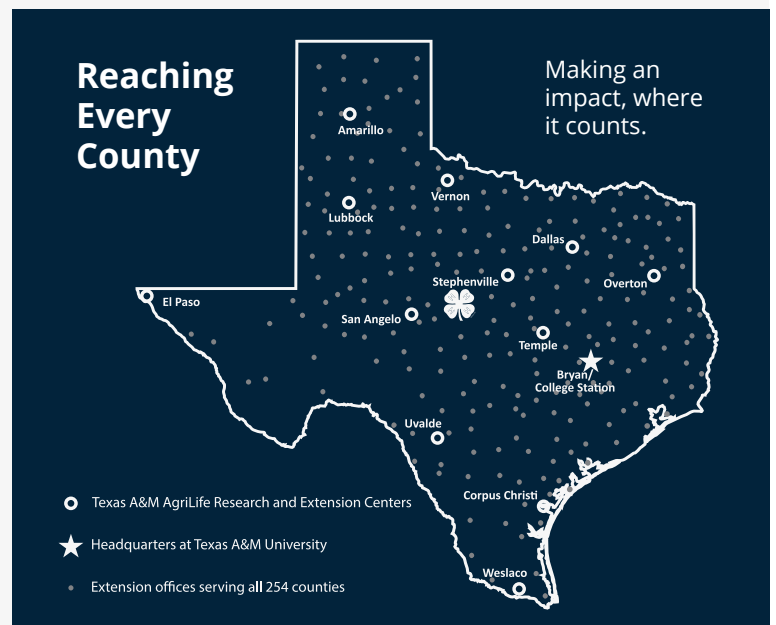 Reaching
Every
County
Making an
impact, where
it counts.
Amarillo
Vernon
Lubbock
Dallas
Stephenville
Overton
El Paso
San Angelo
Temple
Bryan/
College Station
Uvalde
Corpus Christi
Weslaco
Texas A&M AgriLife Research and Extension Centers
Headquarters at Texas A&M University
Extension offices serving all 254 counties